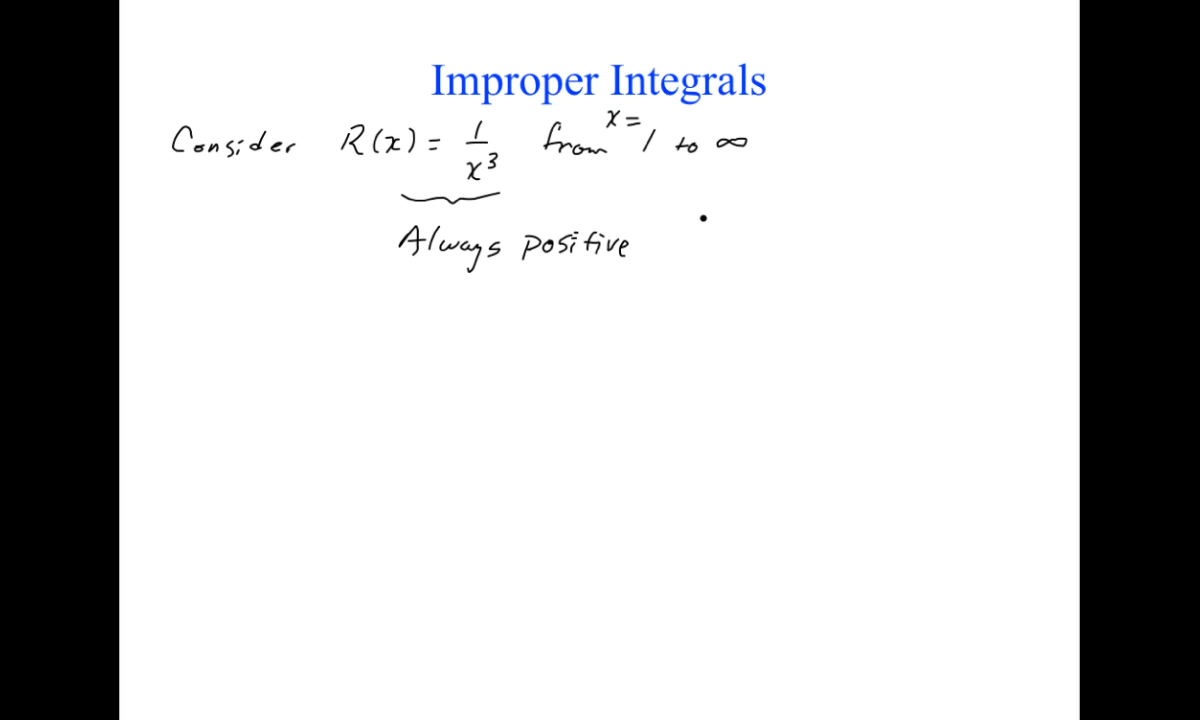 Improper Integrals
Consider R(x) = 1/x³ from x = 1 to ∞
Always positive